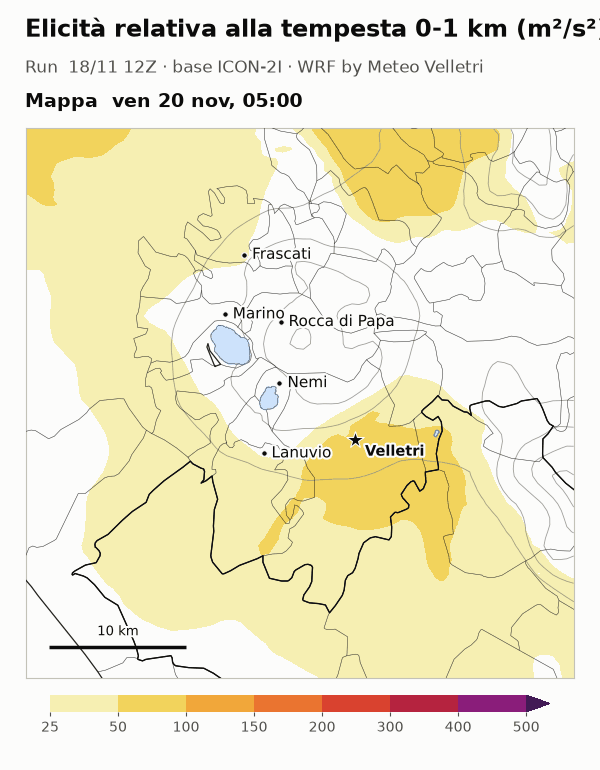 Elicità relativa alla tempesta 0-1 km (m²/s²)
Run  18/11 12Z · base ICON-2I · WRF by Meteo Velletri
Mappa  ven 20 nov, 05:00
Frascati
Marino
Rocca di Papa
Nemi
Velletri
Lanuvio
10 km
25 50 100 150 200 300 400 500